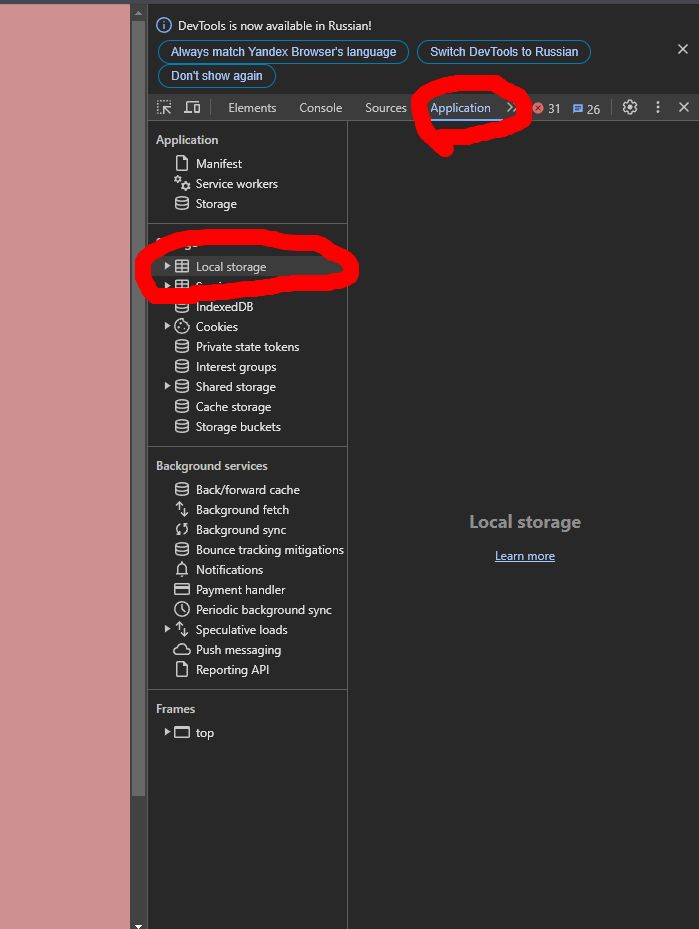 DevTools is now available in Russian!
Always match Yandex Browser's language
Switch DevTools to Russian
Don't show again
Elements Console Sources Application 31 26
Application
Manifest
Service workers
Storage
Local storage
IndexedDB
Cookies
Private state tokens
Interest groups
Shared storage
Cache storage
Storage buckets
Background services
Back/forward cache
Background fetch
Background sync
Bounce tracking mitigations
Notifications
Payment handler
Periodic background sync
Speculative loads
Push messaging
Reporting API
Frames
top
Local storage
Learn more